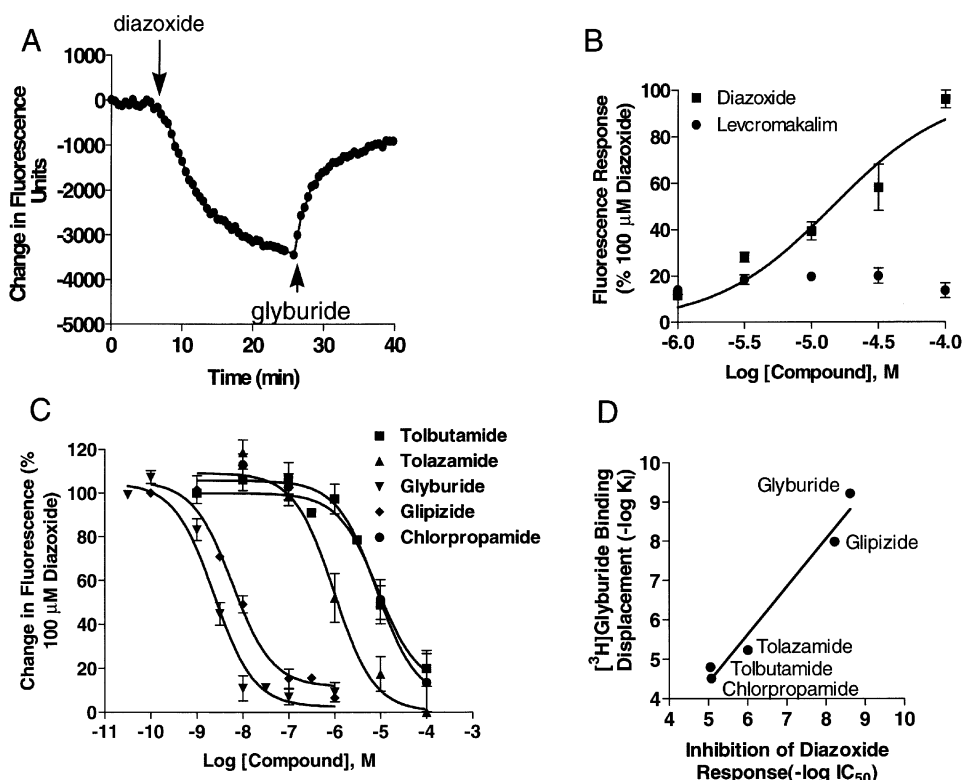 A
diazoxide
1000
0
-1000
-2000
-3000
-4000
-5000
Change in Fluorescence
Units
glyburide
0
10
20
30
40
Time (min)
B
100
80
60
40
20
0
Fluorescence Response
(% 100 µM Diazoxide)
Diazoxide
Levcromakalim
-6.0
-5.5
-5.0
-4.5
-4.0
Log [Compound], M
C
120
100
80
60
40
20
0
Change in Fluorescence (%
100 µM Diazoxide)
Tolbutamide
Tolazamide
Glyburide
Glipizide
Chlorpropamide
-11
-10
-9
-8
-7
-6
-5
-4
-3
Log [Compound], M
D
10
9
8
7
6
5
4
[³H]Glyburide Binding
Displacement (-log K_I)
Glyburide
Glipizide
Tolazamide
Tolbutamide
Chlorpropamide
4
5
6
7
8
9
10
Inhibition of Diazoxide
Response(-log IC₅₀)